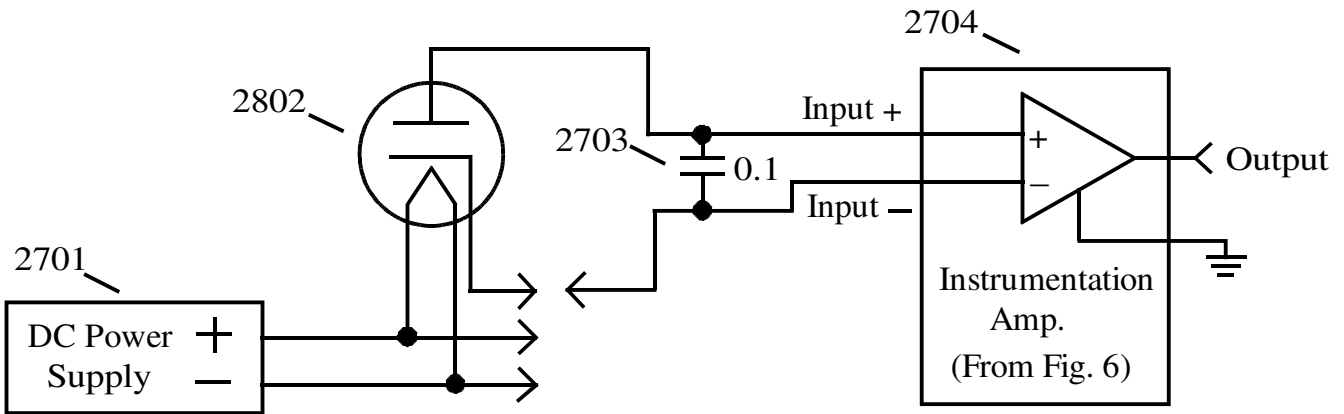 2704
2802
Input +
2703
0.1
+
−
Output
Input −
2701
DC Power +
Supply −
Instrumentation
Amp.
(From Fig. 6)